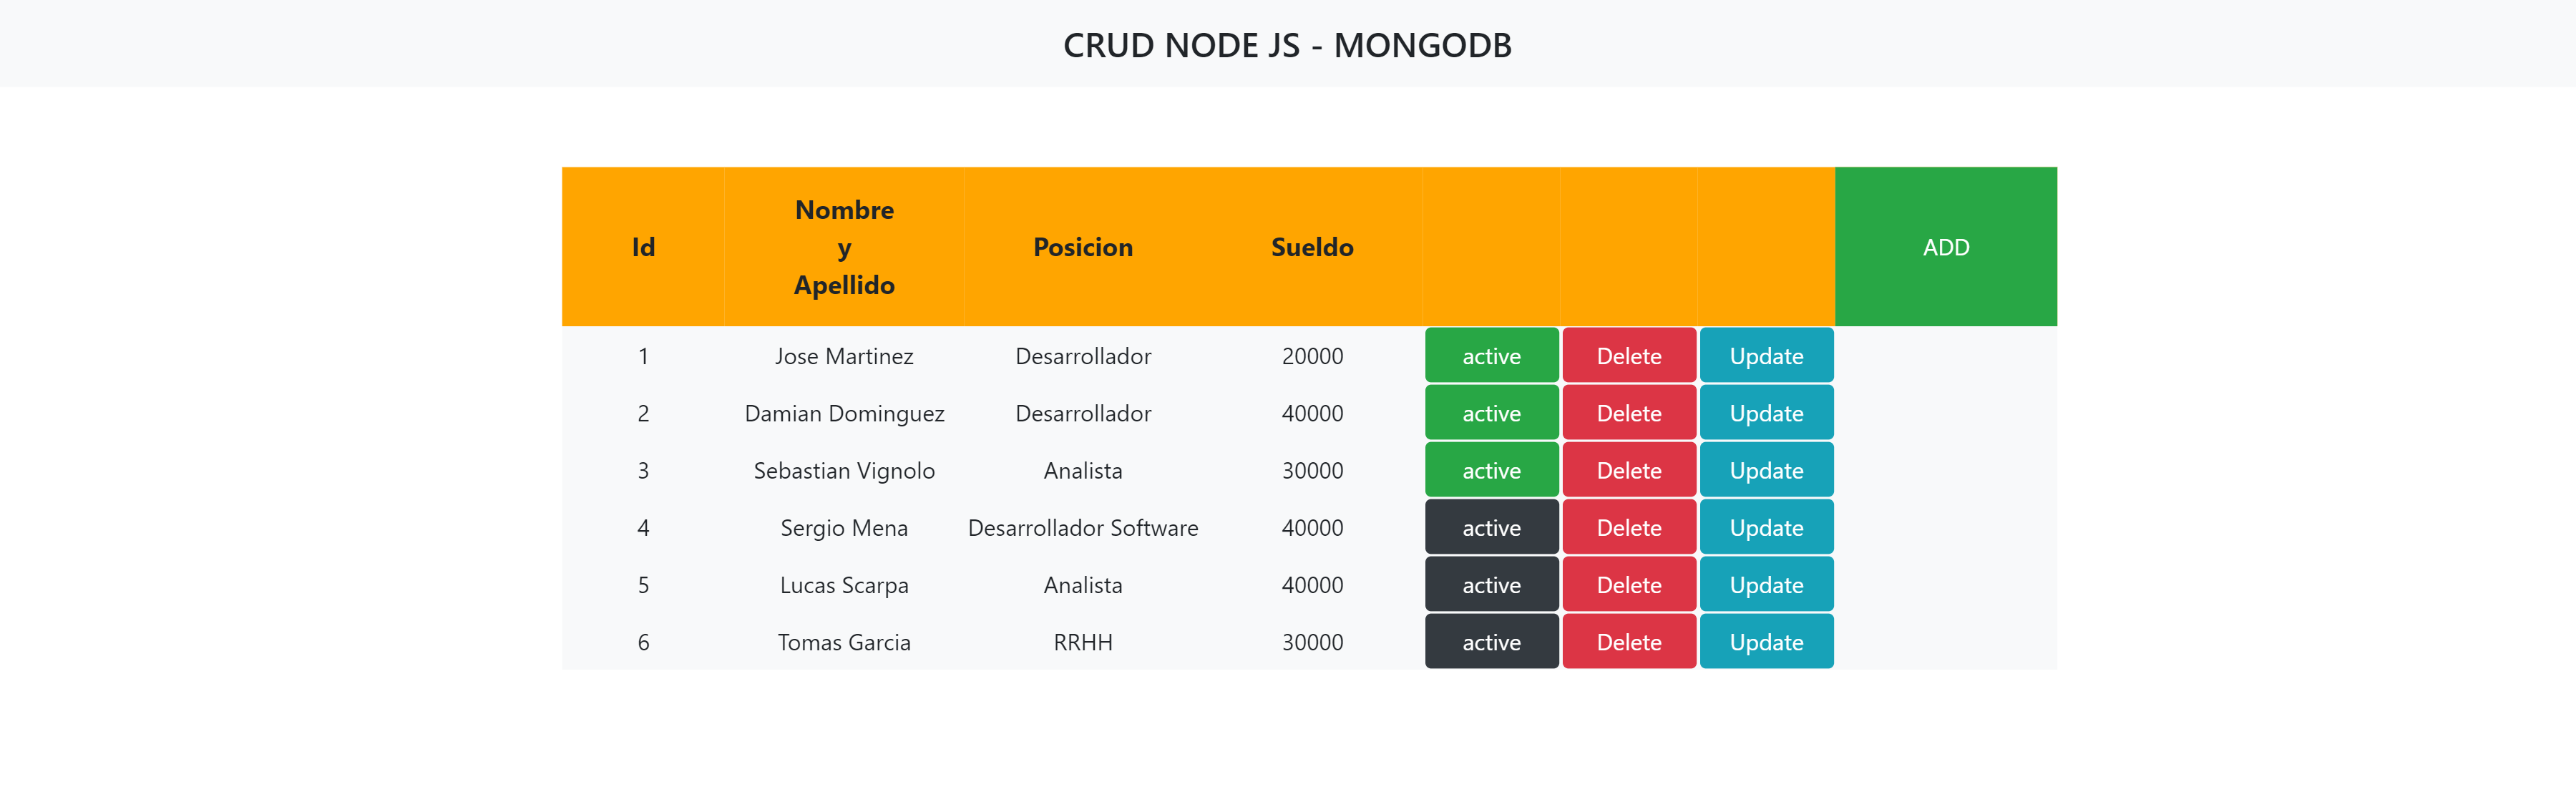 CRUD NODE JS - MONGODB
Id Nombre y Apellido Posicion Sueldo ADD
1 Jose Martinez Desarrollador 20000 active Delete Update
2 Damian Dominguez Desarrollador 40000 active Delete Update
3 Sebastian Vignolo Analista 30000 active Delete Update
4 Sergio Mena Desarrollador Software 40000 active Delete Update
5 Lucas Scarpa Analista 40000 active Delete Update
6 Tomas Garcia RRHH 30000 active Delete Update